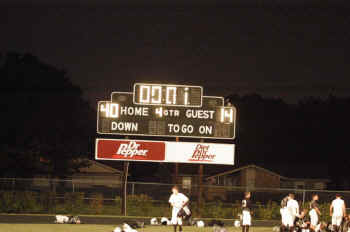 00:01
40 HOME 4 QTR GUEST 14
DOWN TO GO ON
Dr Pepper Diet Dr Pepper